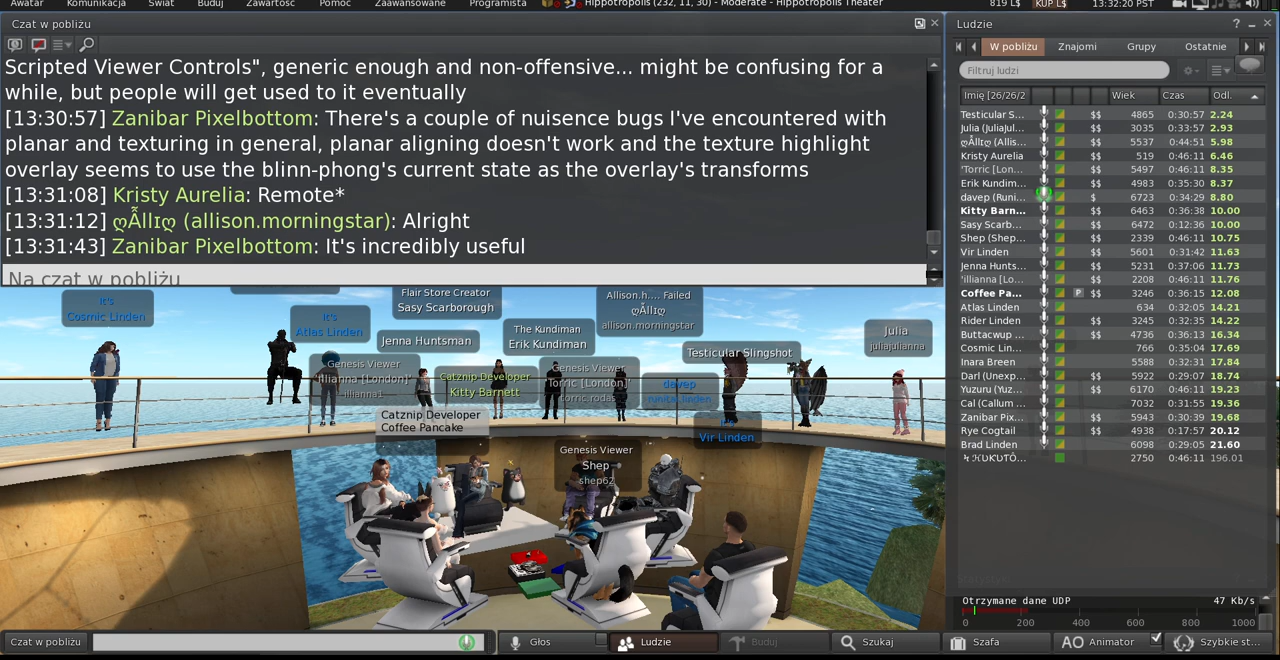 Awatar Komunikacja Świat Buduj Zawartość Pomoc Zaawansowane Programista Hippotropolis (232, 11, 30) - Moderate - Hippotropolis Theater 819 L$ KUP L$ 13:32:20 PST
Czat w pobliżu
Scripted Viewer Controls", generic enough and non-offensive... might be confusing for a
while, but people will get used to it eventually
[13:30:57] Zanibar Pixelbottom: There's a couple of nuisence bugs I've encountered with
planar and texturing in general, planar aligning doesn't work and the texture highlight
overlay seems to use the blinn-phong's current state as the overlay's transforms
[13:31:08] Kristy Aurelia: Remote*
[13:31:12] ღÅllɪღ (allison.morningstar): Alright
[13:31:43] Zanibar Pixelbottom: It's incredibly useful
Na czat w pobliżu
It's
Cosmic Linden
It's
Atlas Linden
Flair Store Creator
Sasy Scarborough
Jenna Huntsman
The Kundiman
Erik Kundiman
Allison.h.... Failed
ღÅllɪღ
allison.morningstar
Testicular Slingshot
Julia
juliajulianna
Genesis Viewer
'illianna [London]'
illianna1
Catznip Developer
Kitty Barnett
Genesis Viewer
'Torric [London]'
torric.rodas
davep
runitai.linden
Catznip Developer
Coffee Pancake
It's
Vir Linden
Genesis Viewer
Shep
shep62
Ludzie
W pobliżu Znajomi Grupy Ostatnie
Filtruj ludzi
Imię [26/26/2 Wiek Czas Odl.
Testicular S... $$ 4865 0:30:57 2.24
Julia (JuliaJul... $$ 3035 0:33:57 2.93
ღÅllɪღ (Allis... $$ 5537 0:44:51 5.98
Kristy Aurelia $$ 519 0:46:11 6.46
'Torric [Lon... $$ 5497 0:46:11 8.35
Erik Kundim... $$ 4983 0:35:30 8.37
davep (Runi... $ 6723 0:34:29 8.80
Kitty Barn... $$ 6463 0:36:38 10.00
Sasy Scarb... $$ 6472 0:12:36 10.00
Shep (Shep... $$ 2339 0:46:11 10.75
Vir Linden $$ 5601 0:31:42 11.63
Jenna Hunts... $$ 5231 0:37:06 11.73
'illianna [Lo... $$ 2208 0:46:11 11.76
Coffee Pa... P $$ 3246 0:36:15 12.08
Atlas Linden 634 0:32:05 14.21
Rider Linden $$ 3245 0:32:35 14.22
Buttacwup ... $$ 4736 0:36:13 16.34
Cosmic Lin... 766 0:35:04 17.69
Inara Breen 5588 0:32:31 17.84
Darl (Unexp... $$ 5922 0:29:07 18.74
Yuzuru (Yuz... $$ 6170 0:46:11 19.23
Cal (Callum ... 7032 0:31:55 19.36
Zanibar Pix... $$ 5943 0:30:39 19.68
Rye Cogtail $$ 4938 0:17:57 20.12
Brad Linden 6098 0:29:05 21.60
2750 0:46:11 196.01
Otrzymane dane UDP 47 Kb/s
0 200 400 600 800 1000
Czat w pobliżu Głos Ludzie Buduj Szukaj Szafa AO Animator Szybkie st...